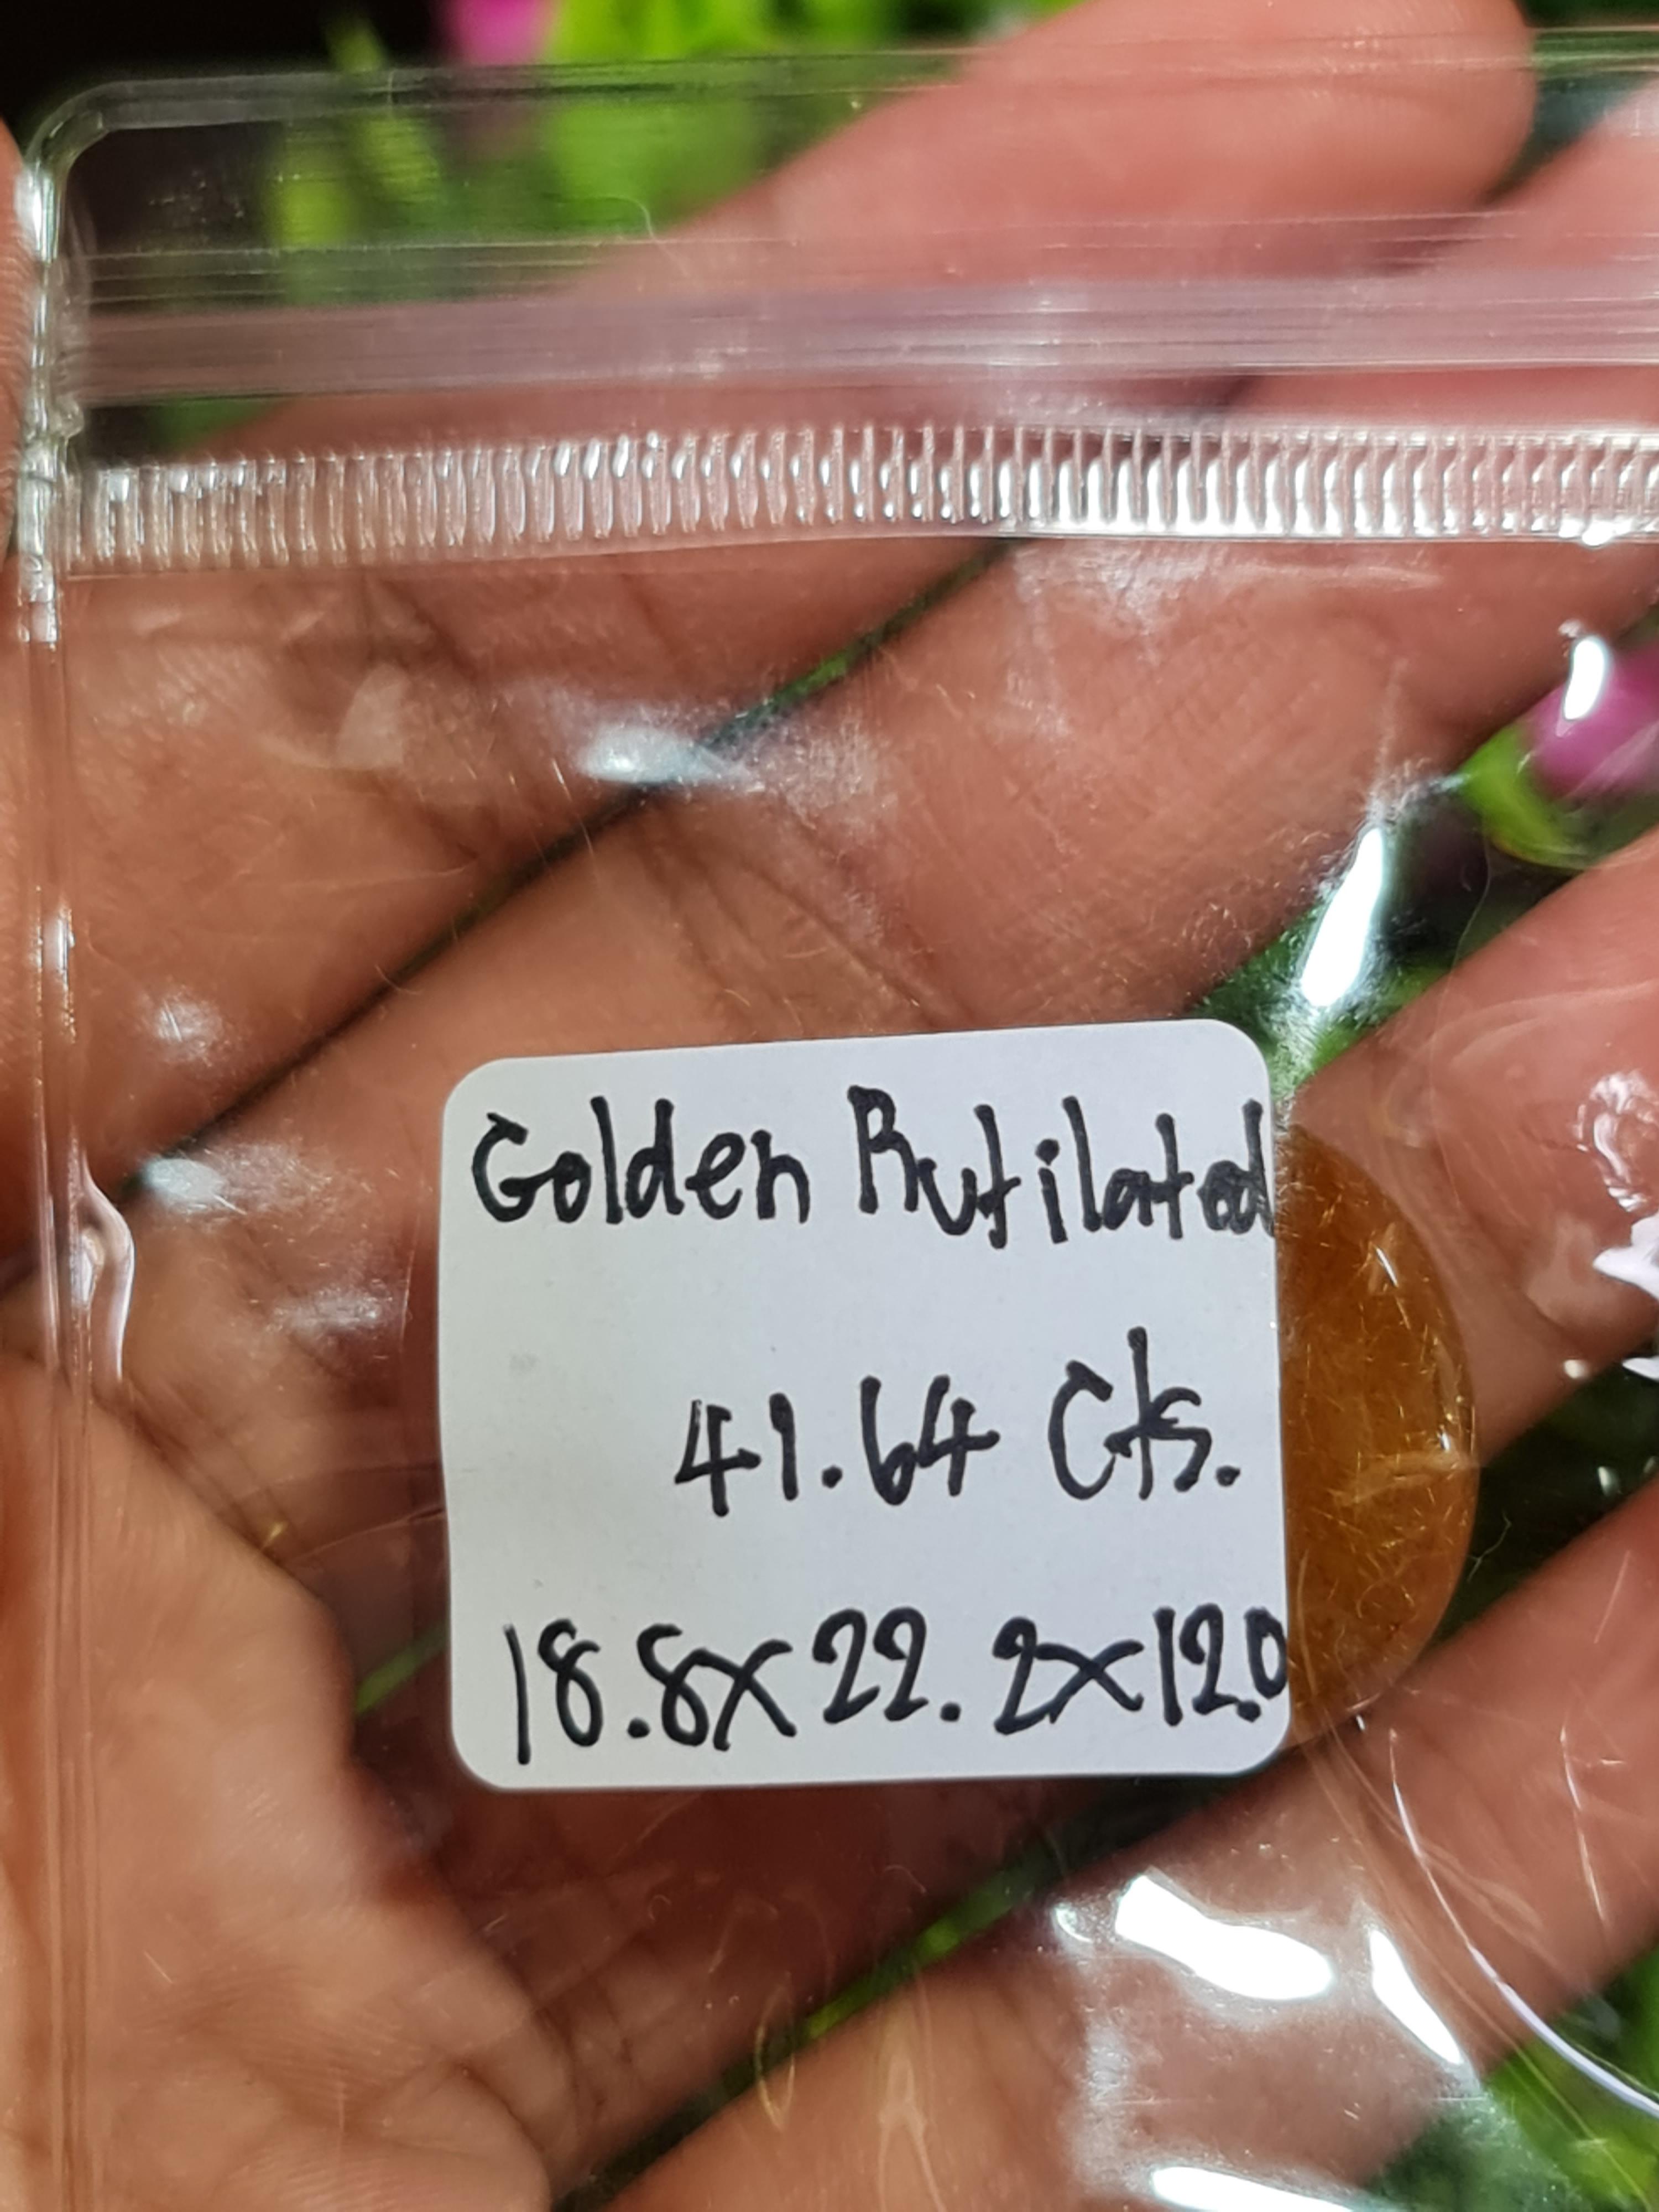 Golden Rutilated
41.64 Cts.
18.8x22.2x12.0